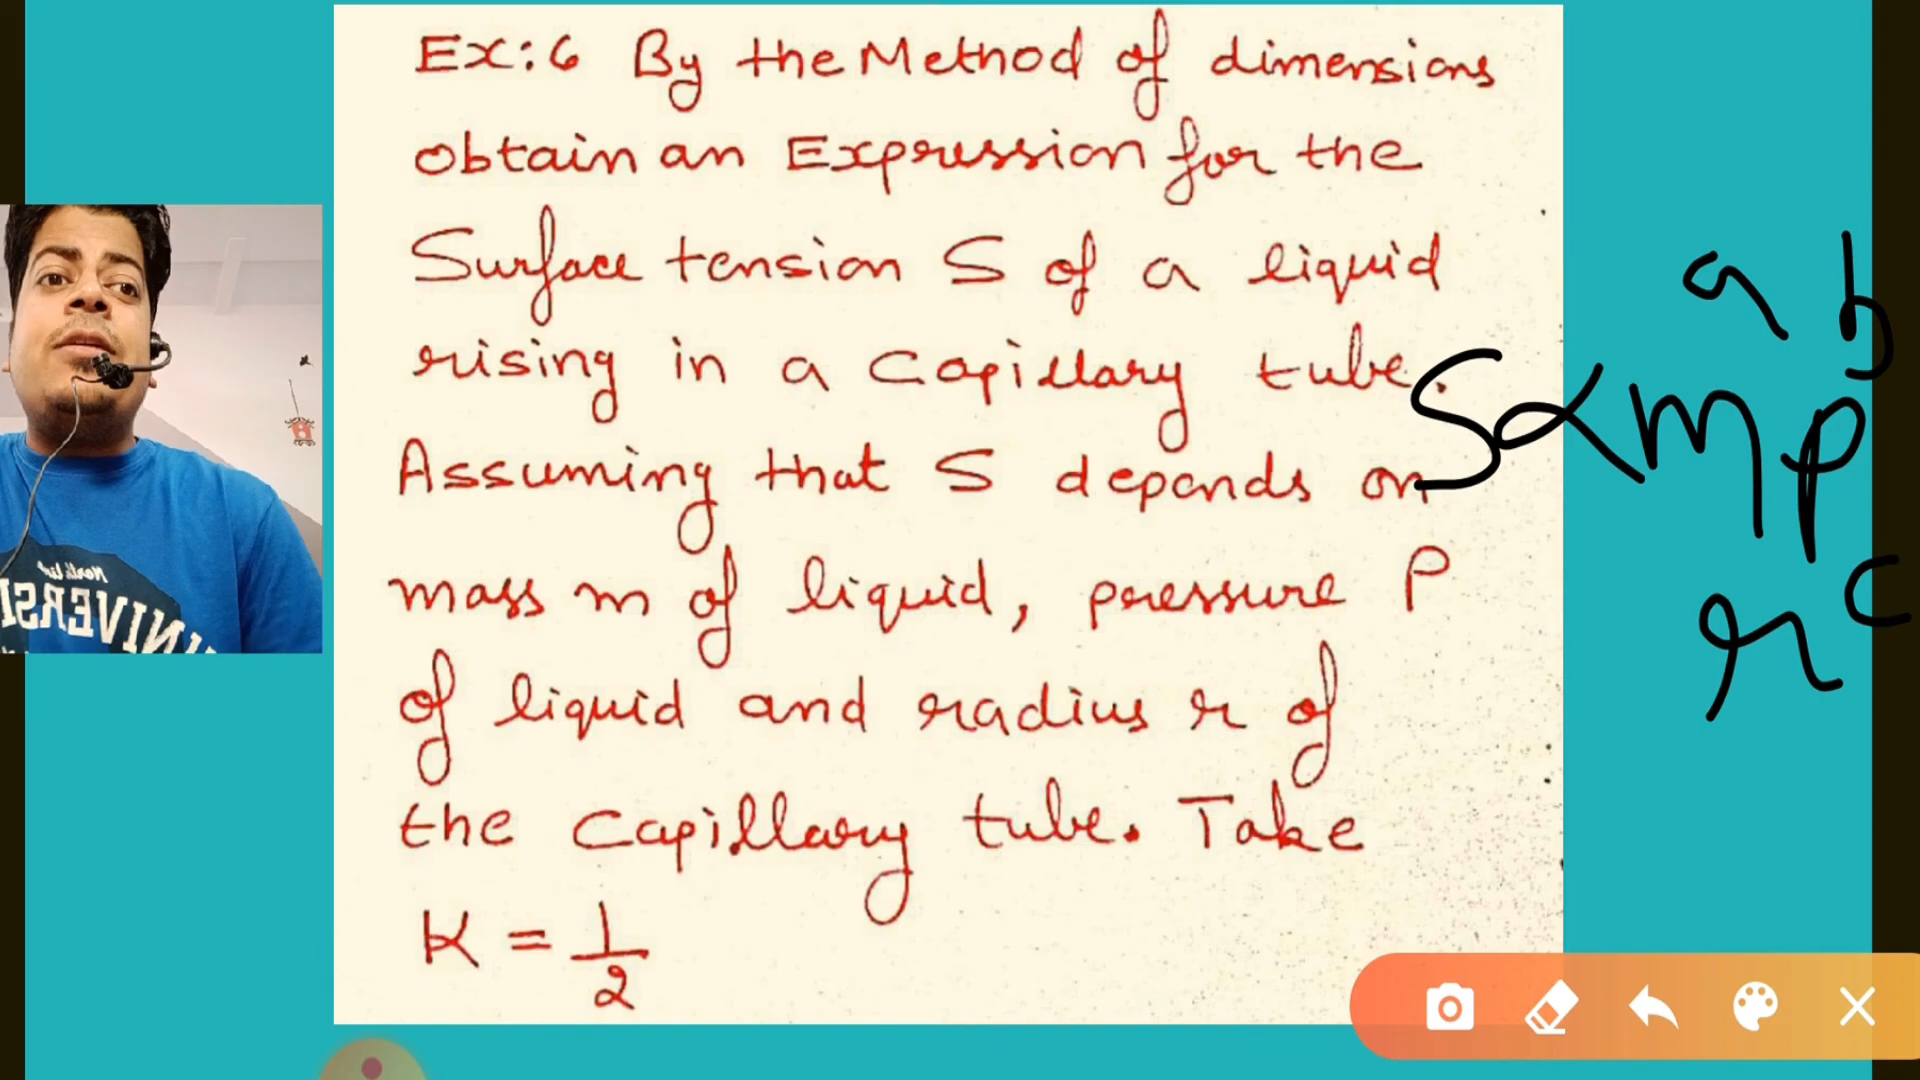 Ex:6 By the Method of dimensions
obtain an Expression for the
Surface tension S of a liquid
rising in a Capillary tube.
Assuming that S depends on
mass m of liquid, pressure P
of liquid and radius r of
the Capillary tube. Take
K = 1/2
S∝m^a p^b
r^c
North
UNIVERSI